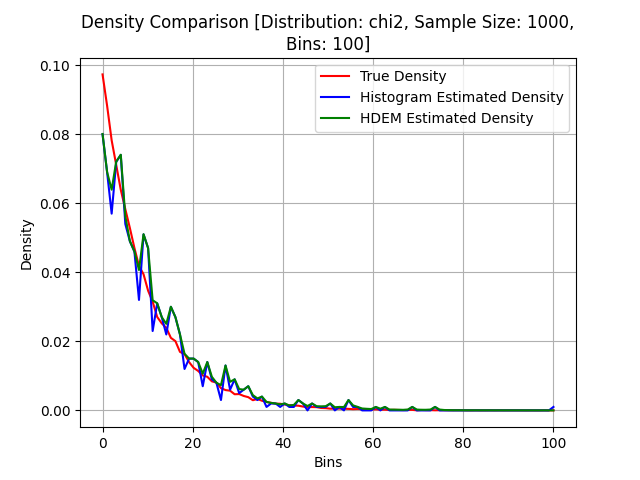 Density Comparison [Distribution: chi2, Sample Size: 1000,
Bins: 100]
True Density
Histogram Estimated Density
HDEM Estimated Density
Density
0.10
0.08
0.06
0.04
0.02
0.00
0 20 40 60 80 100
Bins